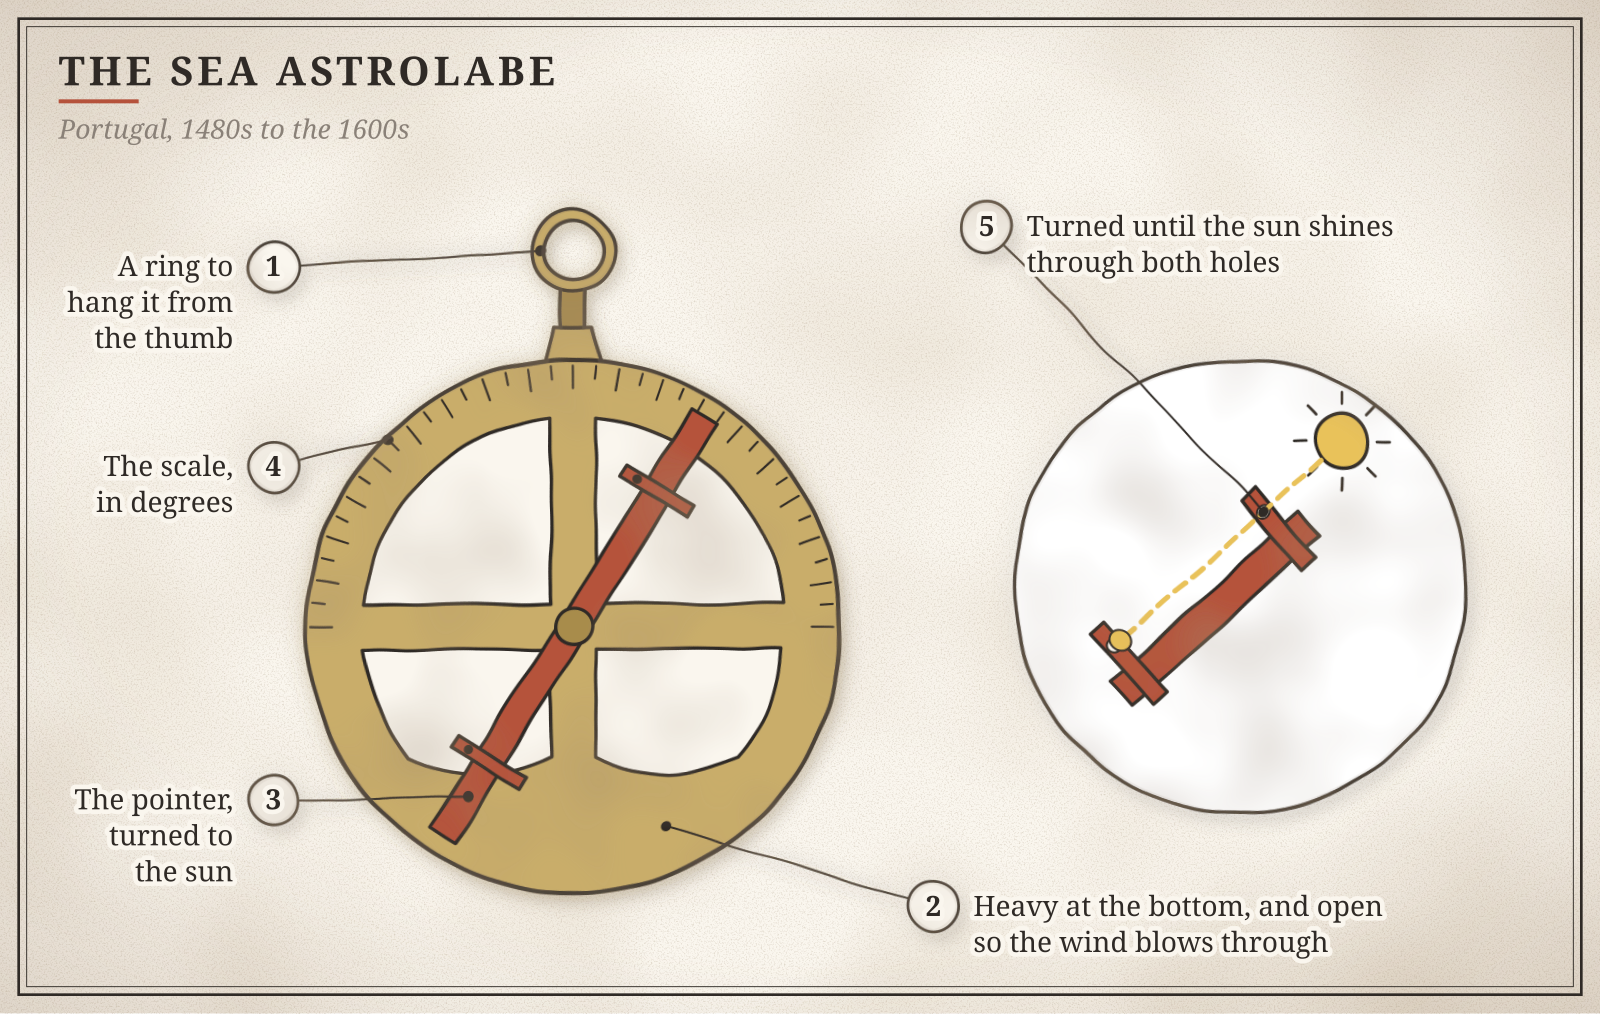 THE SEA ASTROLABE
Portugal, 1480s to the 1600s
1
A ring to
hang it from
the thumb
5
Turned until the sun shines
through both holes
4
The scale,
in degrees
3
The pointer,
turned to
the sun
2
Heavy at the bottom, and open
so the wind blows through